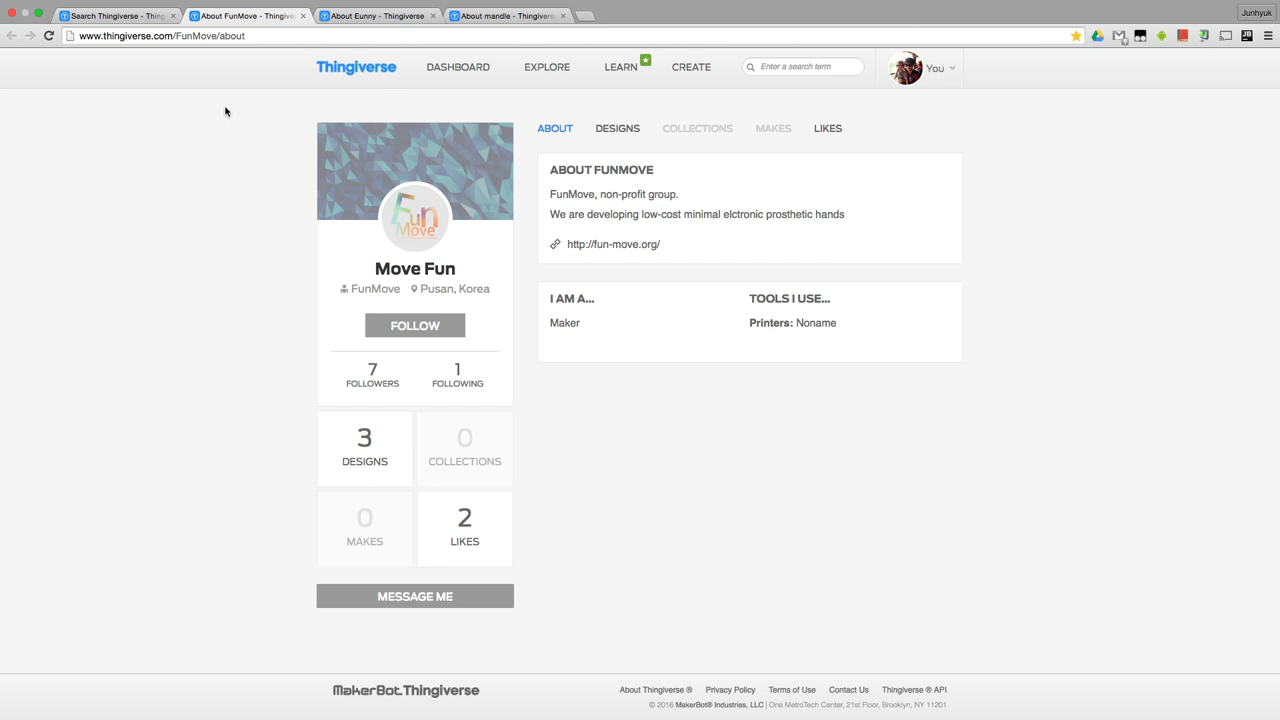 Search Thingiverse - Thing
About FunMove - Thingive
About Eunny - Thingiverse
About mandle - Thingivers
Junhyuk
www.thingiverse.com/FunMove/about
Thingiverse
DASHBOARD
EXPLORE
LEARN
CREATE
Enter a search term
You
ABOUT
DESIGNS
COLLECTIONS
MAKES
LIKES
Fun
Move
Move Fun
FunMove
Pusan, Korea
FOLLOW
7
FOLLOWERS
1
FOLLOWING
3
DESIGNS
0
COLLECTIONS
0
MAKES
2
LIKES
MESSAGE ME
ABOUT FUNMOVE
FunMove, non-profit group.
We are developing low-cost minimal elctronic prosthetic hands
http://fun-move.org/
I AM A...
Maker
TOOLS I USE...
Printers: Noname
MakerBot.Thingiverse
About Thingiverse ®
Privacy Policy
Terms of Use
Contact Us
Thingiverse ® API
© 2016 MakerBot® Industries, LLC | One MetroTech Center, 21st Floor, Brooklyn, NY 11201